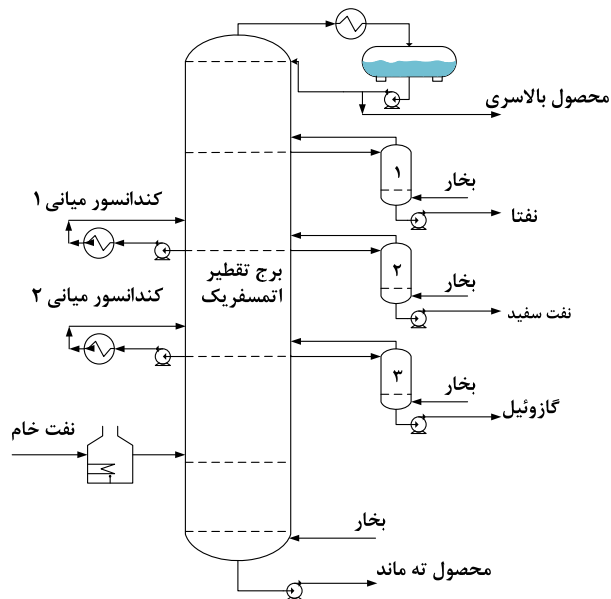 محصول بالاسری
۱
بخار
نفتا
کندانسور میانی ۱
برج تقطیر
اتمسفریک
۲
بخار
نفت سفید
کندانسور میانی ۲
۳
بخار
گازوئیل
نفت خام
بخار
محصول ته ماند